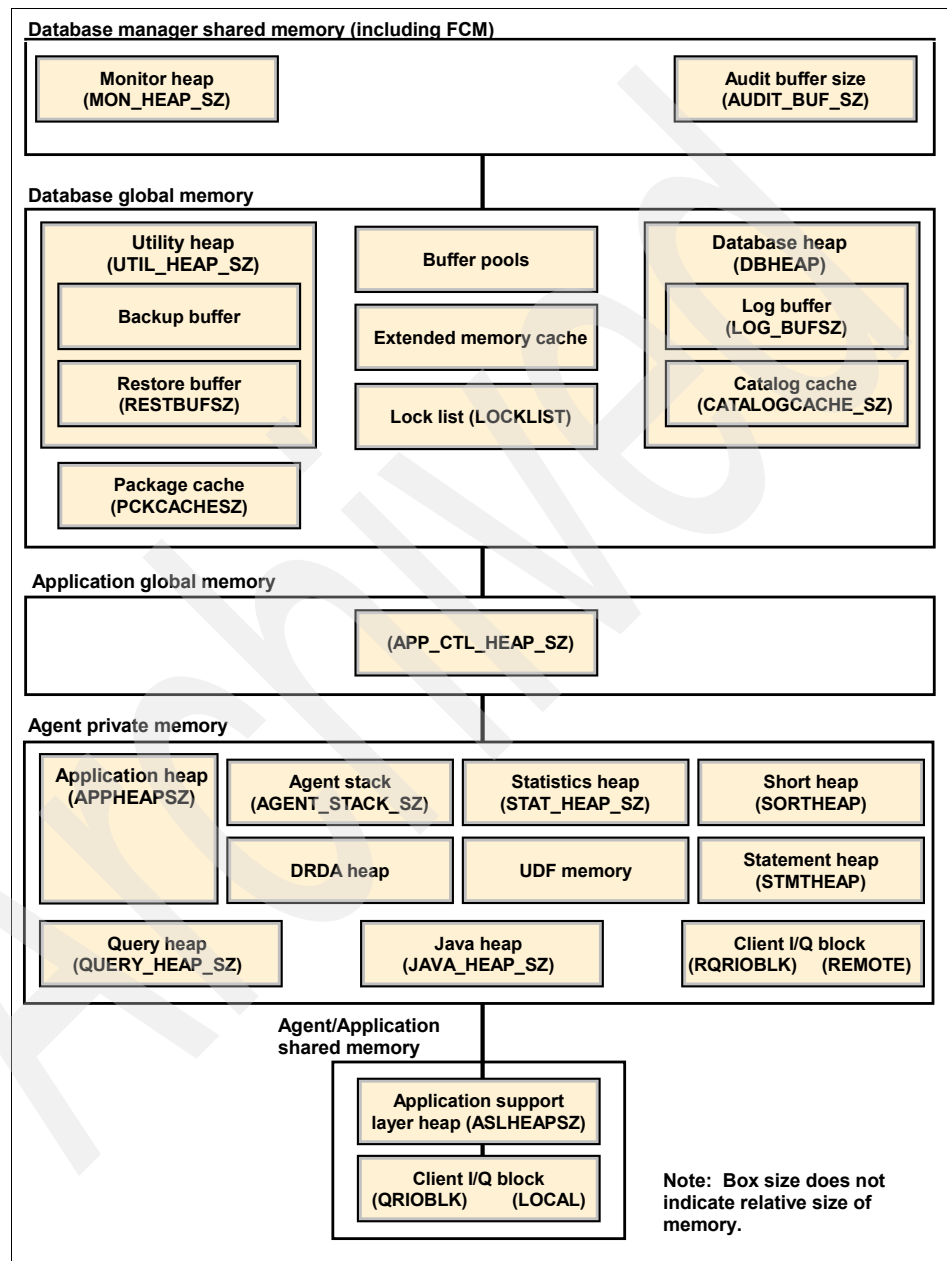 Database manager shared memory (including FCM)
Monitor heap
(MON_HEAP_SZ)
Audit buffer size
(AUDIT_BUF_SZ)
Database global memory
Utility heap
(UTIL_HEAP_SZ)
Backup buffer
Restore buffer
(RESTBUFSZ)
Package cache
(PCKCACHESZ)
Buffer pools
Extended memory cache
Lock list (LOCKLIST)
Database heap
(DBHEAP)
Log buffer
(LOG_BUFSZ)
Catalog cache
(CATALOGCACHE_SZ)
Application global memory
(APP_CTL_HEAP_SZ)
Agent private memory
Application heap
(APPHEAPSZ)
Agent stack
(AGENT_STACK_SZ)
Statistics heap
(STAT_HEAP_SZ)
Short heap
(SORTHEAP)
DRDA heap
UDF memory
Statement heap
(STMTHEAP)
Query heap
(QUERY_HEAP_SZ)
Java heap
(JAVA_HEAP_SZ)
Client I/Q block
(RQRIOBLK) (REMOTE)
Agent/Application
shared memory
Application support
layer heap (ASLHEAPSZ)
Client I/Q block
(QRIOBLK) (LOCAL)
Note: Box size does not
indicate relative size of
memory.
Archived